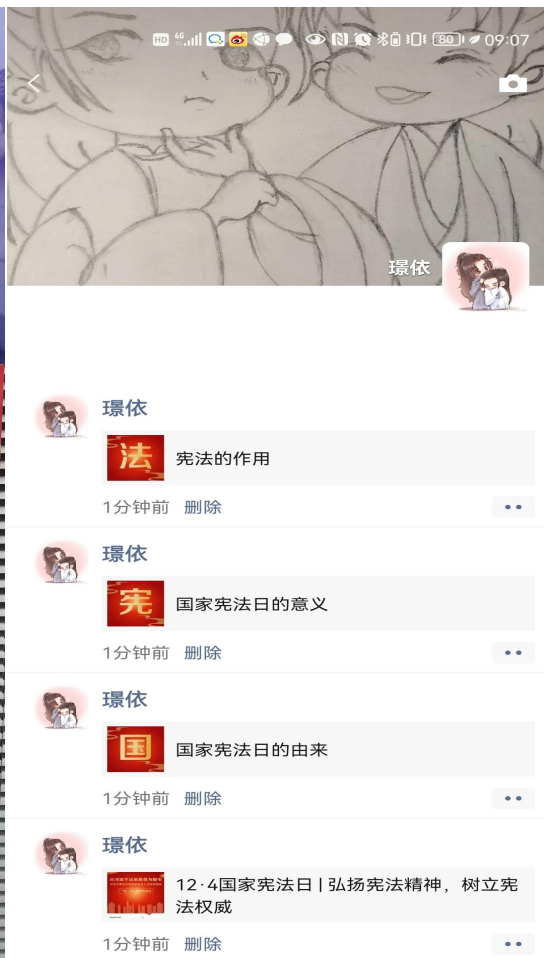 HD 4G 80 09:07
璟依
璟依
法
宪法的作用
1分钟前 删除
璟依
宪
国家宪法日的意义
1分钟前 删除
璟依
国
国家宪法日的由来
1分钟前 删除
璟依
12·4国家宪法日 | 弘扬宪法精神，树立宪
法权威
1分钟前 删除